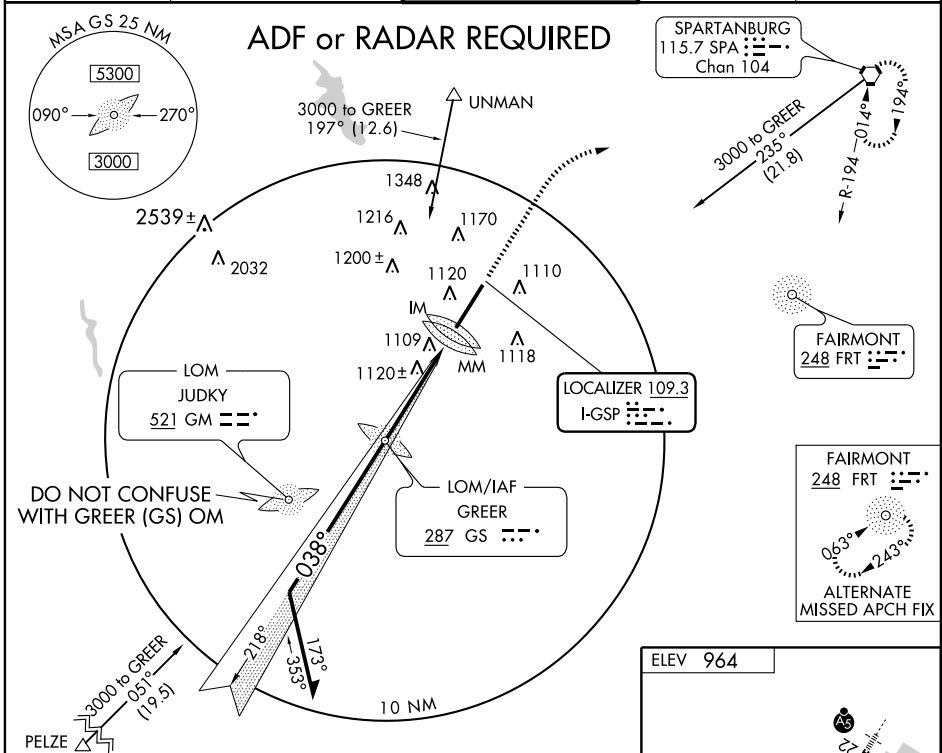 MSA GS 25 NM
5300
090°
270°
3000
ADF or RADAR REQUIRED
SPARTANBURG
115.7 SPA
Chan 104
3000 to GREER
197° (12.6)
UNMAN
3000 to GREER
235°
(21.8)
R-194
014°
194°
1348
2539 ±
1216
1170
2032
1200 ±
1120
1110
IM
1109
1118
1120 ±
MM
FAIRMONT
248 FRT
LOM
JUDKY
521 GM
LOCALIZER 109.3
I-GSP
DO NOT CONFUSE
WITH GREER (GS) OM
LOM/IAF
GREER
287 GS
FAIRMONT
248 FRT
063°
243°
ALTERNATE
MISSED APCH FIX
038°
218°
173°
353°
3000 to GREER
051°
(19.5)
PELZE
10 NM
ELEV 964
A5
22